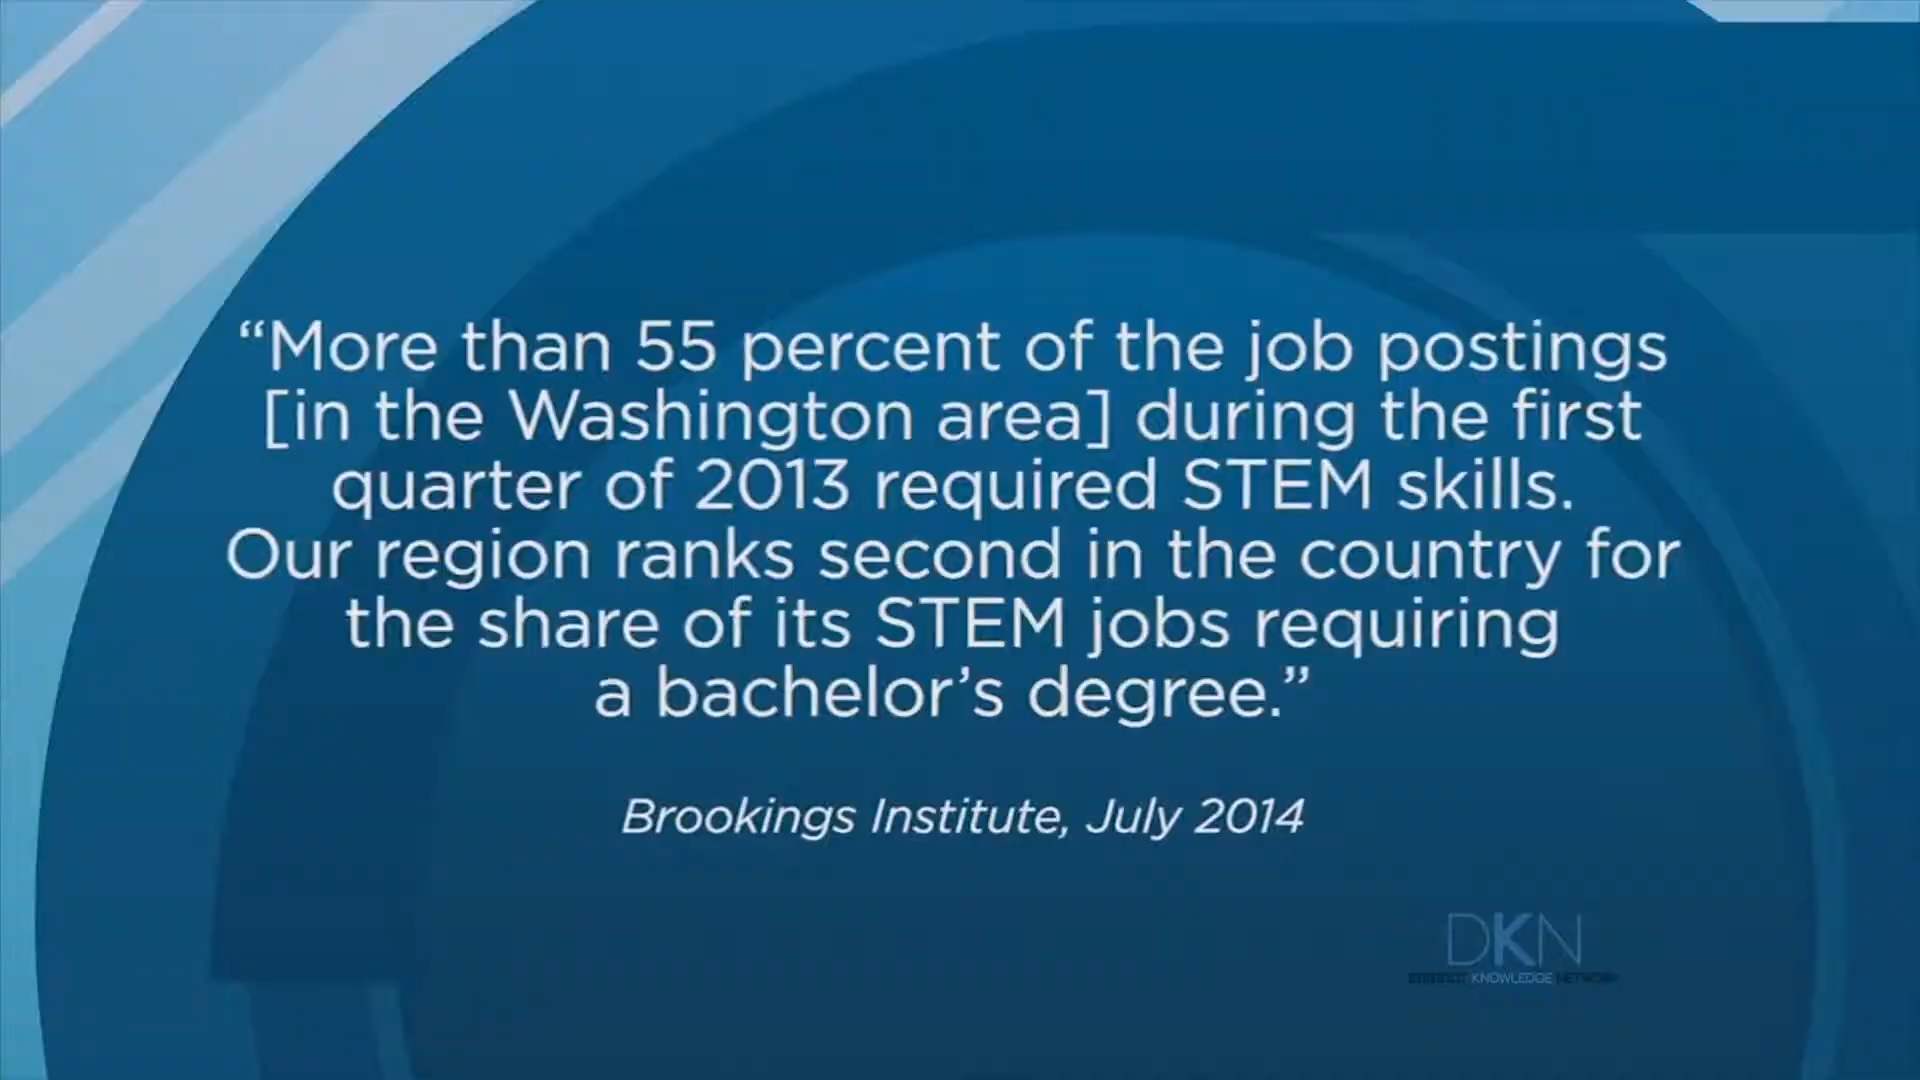 “More than 55 percent of the job postings
[in the Washington area] during the first
quarter of 2013 required STEM skills.
Our region ranks second in the country for
the share of its STEM jobs requiring
a bachelor’s degree.”
Brookings Institute, July 2014
DKN
KNOWLEDGE NETWORK